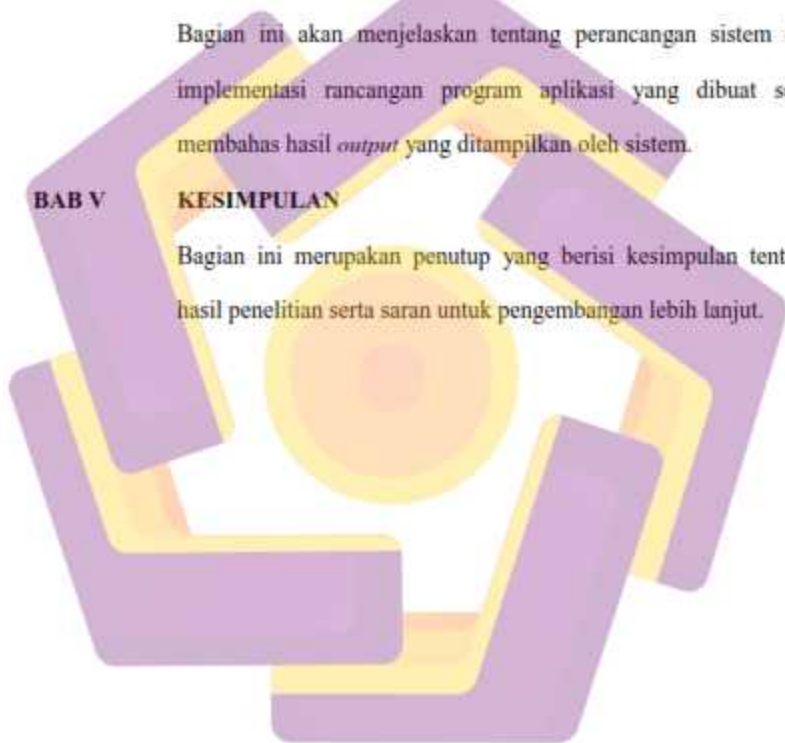 Bagian ini akan menjelaskan tentang perancangan sistem
implementasi rancangan program aplikasi yang dibuat
membahas hasil output yang ditampilkan oleh sistem.
BAB V KESIMPULAN
Bagian ini merupakan penutup yang berisi kesimpulan
hasil penelitian serta saran untuk pengembangan lebih lanjut.